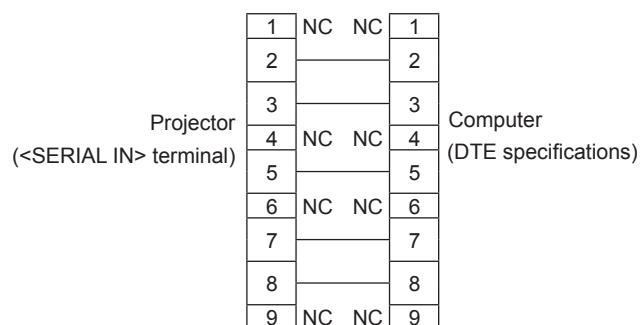 1 NC NC 1
2 2
3 3
Projector
(<SERIAL IN> terminal)
Computer
(DTE specifications)
4 NC NC 4
5 5
6 NC NC 6
7 7
8 8
9 NC NC 9